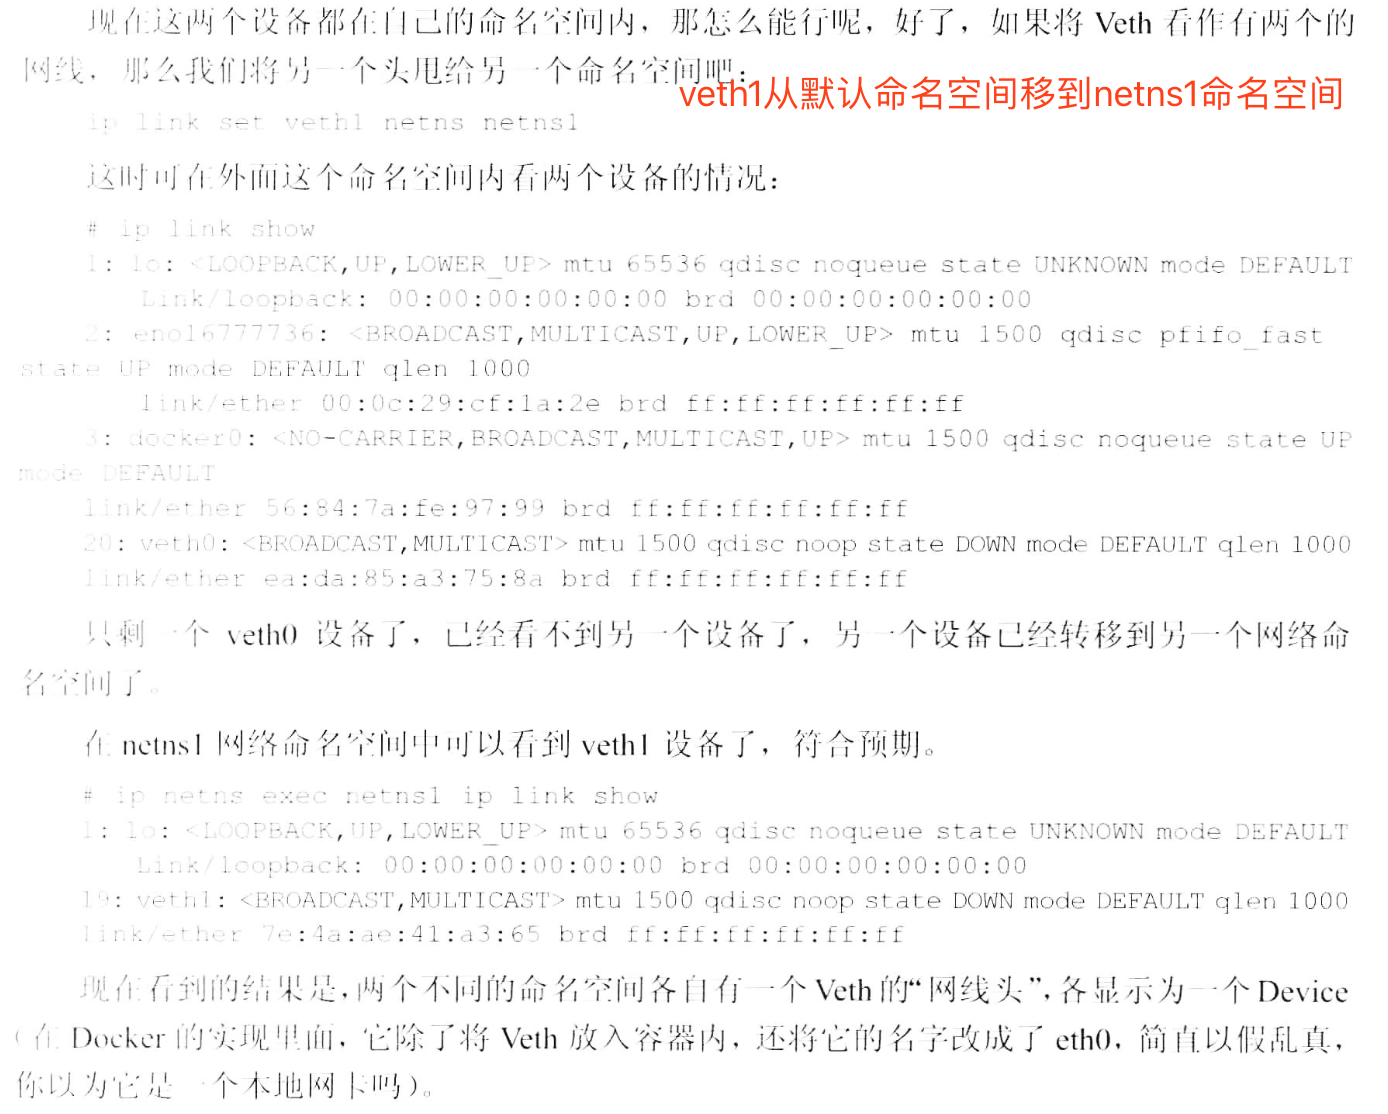 现在这两个设备都在自己的命名空间内，那怎么能行呢，好了，如果将 Veth 看作有两个的
网线，那么我们将另一个头甩给另一个命名空间吧：
veth1从默认命名空间移到netns1命名空间
ip link set veth1 netns netns1
这时可在外面这个命名空间内看两个设备的情况：
# ip link show
1: lo: <LOOPBACK,UP,LOWER_UP> mtu 65536 qdisc noqueue state UNKNOWN mode DEFAULT
Link/loopback: 00:00:00:00:00:00 brd 00:00:00:00:00:00
2: eno16777736: <BROADCAST,MULTICAST,UP,LOWER_UP> mtu 1500 qdisc pfifo_fast
state UP mode DEFAULT qlen 1000
link/ether 00:0c:29:cf:1a:2e brd ff:ff:ff:ff:ff:ff
3: docker0: <NO-CARRIER,BROADCAST,MULTICAST,UP> mtu 1500 qdisc noqueue state UP
mode DEFAULT
link/ether 56:84:7a:fe:97:99 brd ff:ff:ff:ff:ff:ff
20: veth0: <BROADCAST,MULTICAST> mtu 1500 qdisc noop state DOWN mode DEFAULT qlen 1000
link/ether ea:da:85:a3:75:8a brd ff:ff:ff:ff:ff:ff
只剩一个 veth0 设备了，已经看不到另一个设备了，另一个设备已经转移到另一个网络命
名空间了。
在 netns1 网络命名空间中可以看到 veth1 设备了，符合预期。
# ip netns exec netns1 ip link show
1: lo: <LOOPBACK,UP,LOWER_UP> mtu 65536 qdisc noqueue state UNKNOWN mode DEFAULT
Link/loopback: 00:00:00:00:00:00 brd 00:00:00:00:00:00
19: veth1: <BROADCAST,MULTICAST> mtu 1500 qdisc noop state DOWN mode DEFAULT qlen 1000
link/ether 7e:4a:ae:41:a3:65 brd ff:ff:ff:ff:ff:ff
现在看到的结果是，两个不同的命名空间各自有一个 Veth 的“网线头”，各显示为一个 Device
（在 Docker 的实现里面，它除了将 Veth 放入容器内，还将它的名字改成了 eth0，简直以假乱真，
你以为它是一个本地网卡吗）。